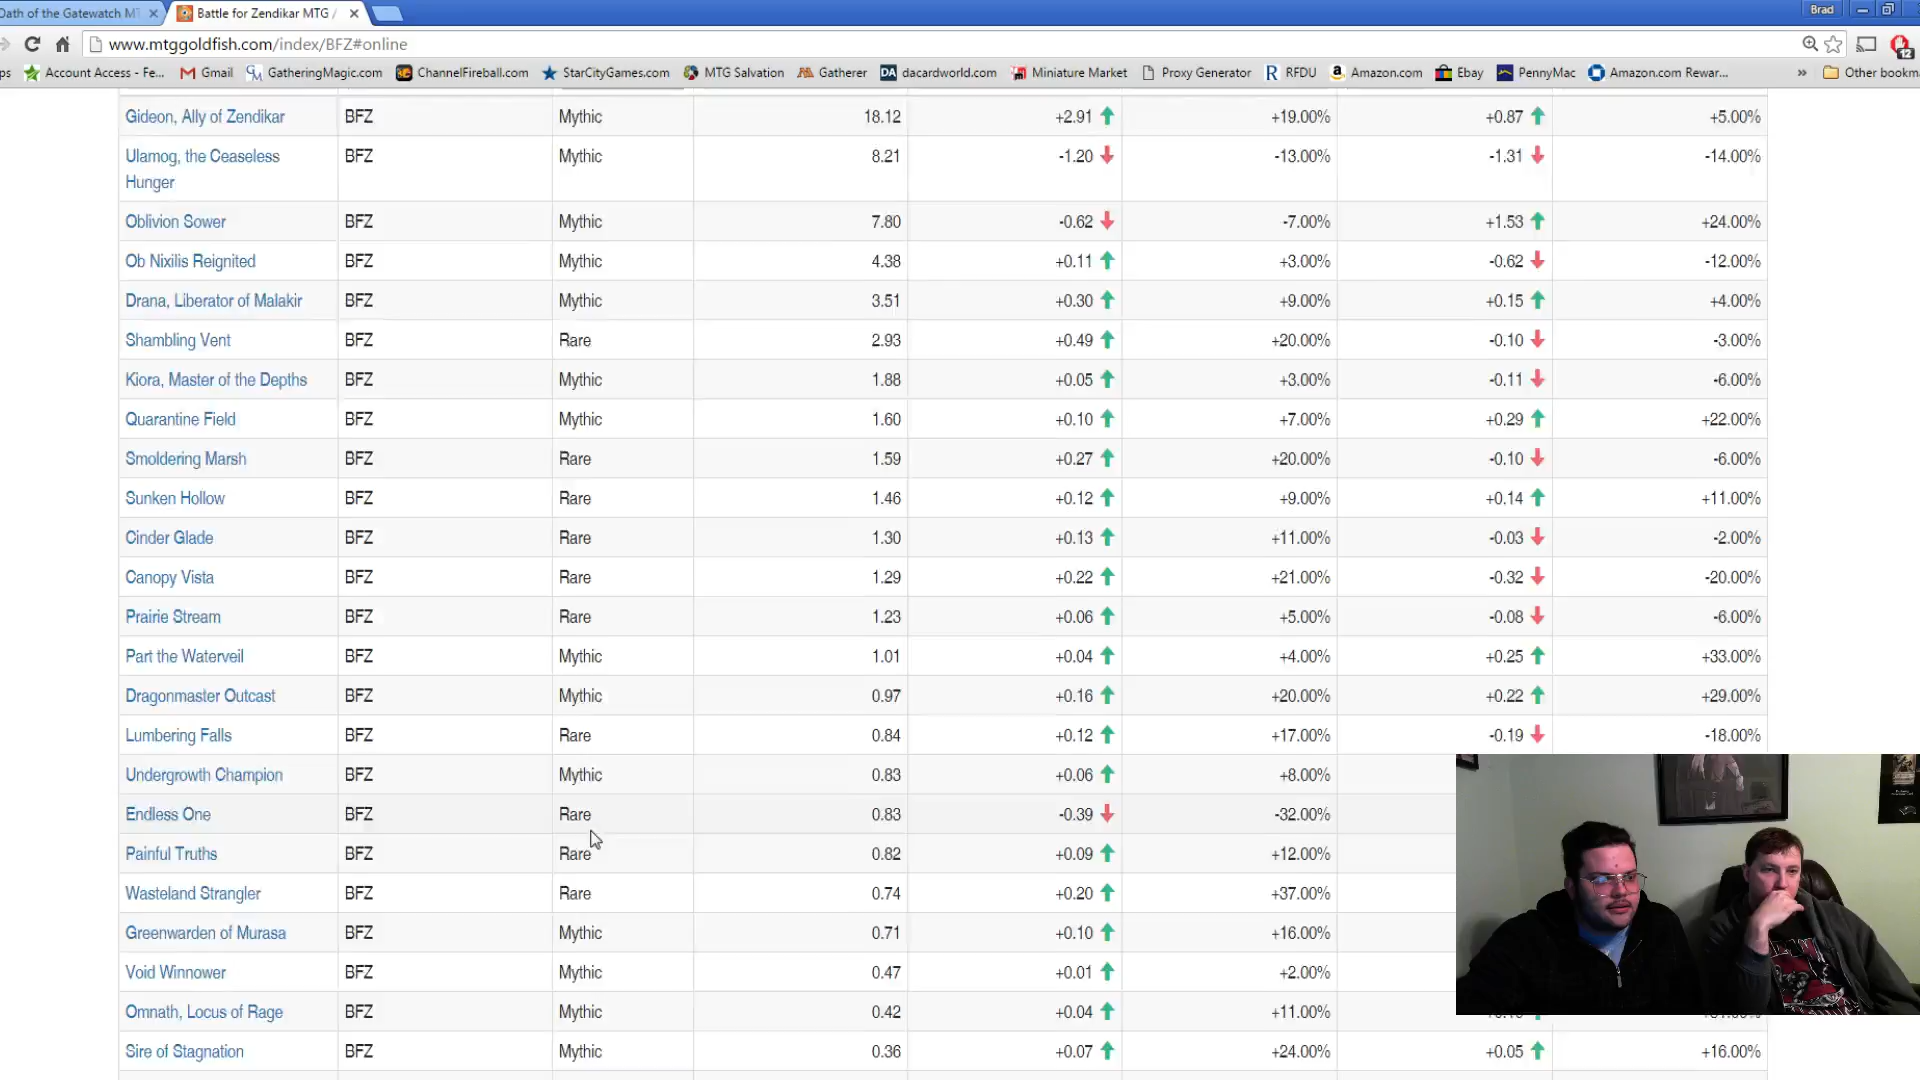 Oath of the Gatewatch MT
Battle for Zendikar MTG /
Brad
www.mtggoldfish.com/index/BFZ#online
12
ps Account Access - Fe... Gmail GatheringMagic.com ChannelFireball.com StarCityGames.com MTG Salvation Gatherer DA dacardworld.com Miniature Market Proxy Generator R RFDU Amazon.com Ebay PennyMac Amazon.com Rewar... » Other bookma
Gideon, Ally of Zendikar BFZ Mythic 18.12 +2.91 +19.00% +0.87 +5.00%
Ulamog, the Ceaseless BFZ Mythic 8.21 -1.20 -13.00% -1.31 -14.00%
Hunger
Oblivion Sower BFZ Mythic 7.80 -0.62 -7.00% +1.53 +24.00%
Ob Nixilis Reignited BFZ Mythic 4.38 +0.11 +3.00% -0.62 -12.00%
Drana, Liberator of Malakir BFZ Mythic 3.51 +0.30 +9.00% +0.15 +4.00%
Shambling Vent BFZ Rare 2.93 +0.49 +20.00% -0.10 -3.00%
Kiora, Master of the Depths BFZ Mythic 1.88 +0.05 +3.00% -0.11 -6.00%
Quarantine Field BFZ Mythic 1.60 +0.10 +7.00% +0.29 +22.00%
Smoldering Marsh BFZ Rare 1.59 +0.27 +20.00% -0.10 -6.00%
Sunken Hollow BFZ Rare 1.46 +0.12 +9.00% +0.14 +11.00%
Cinder Glade BFZ Rare 1.30 +0.13 +11.00% -0.03 -2.00%
Canopy Vista BFZ Rare 1.29 +0.22 +21.00% -0.32 -20.00%
Prairie Stream BFZ Rare 1.23 +0.06 +5.00% -0.08 -6.00%
Part the Waterveil BFZ Mythic 1.01 +0.04 +4.00% +0.25 +33.00%
Dragonmaster Outcast BFZ Mythic 0.97 +0.16 +20.00% +0.22 +29.00%
Lumbering Falls BFZ Rare 0.84 +0.12 +17.00% -0.19 -18.00%
Undergrowth Champion BFZ Mythic 0.83 +0.06 +8.00%
Endless One BFZ Rare 0.83 -0.39 -32.00%
Painful Truths BFZ Rare 0.82 +0.09 +12.00%
Wasteland Strangler BFZ Rare 0.74 +0.20 +37.00%
Greenwarden of Murasa BFZ Mythic 0.71 +0.10 +16.00%
Void Winnower BFZ Mythic 0.47 +0.01 +2.00%
Omnath, Locus of Rage BFZ Mythic 0.42 +0.04 +11.00%
Sire of Stagnation BFZ Mythic 0.36 +0.07 +24.00% +0.05 +16.00%